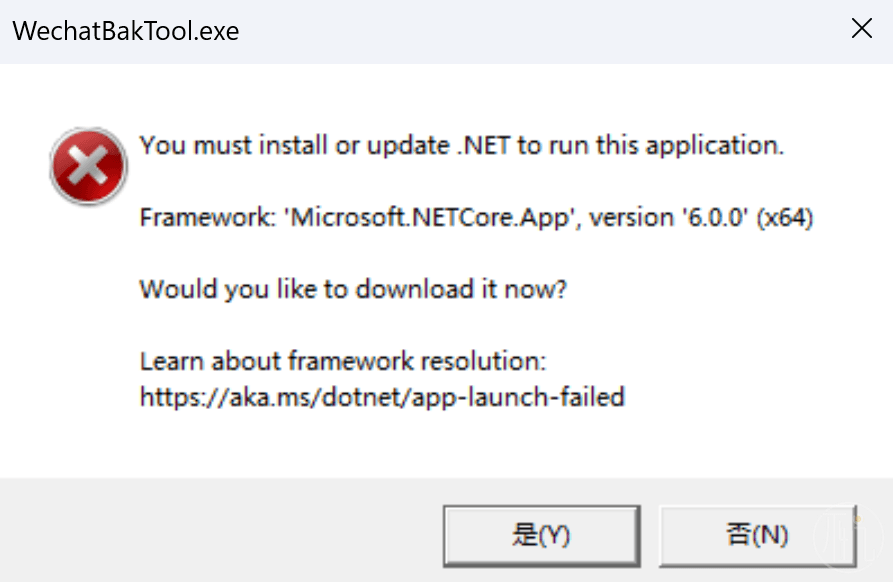 WechatBakTool.exe
You must install or update .NET to run this application.
Framework: 'Microsoft.NETCore.App', version '6.0.0' (x64)
Would you like to download it now?
Learn about framework resolution:
https://aka.ms/dotnet/app-launch-failed
是(Y)
否(N)